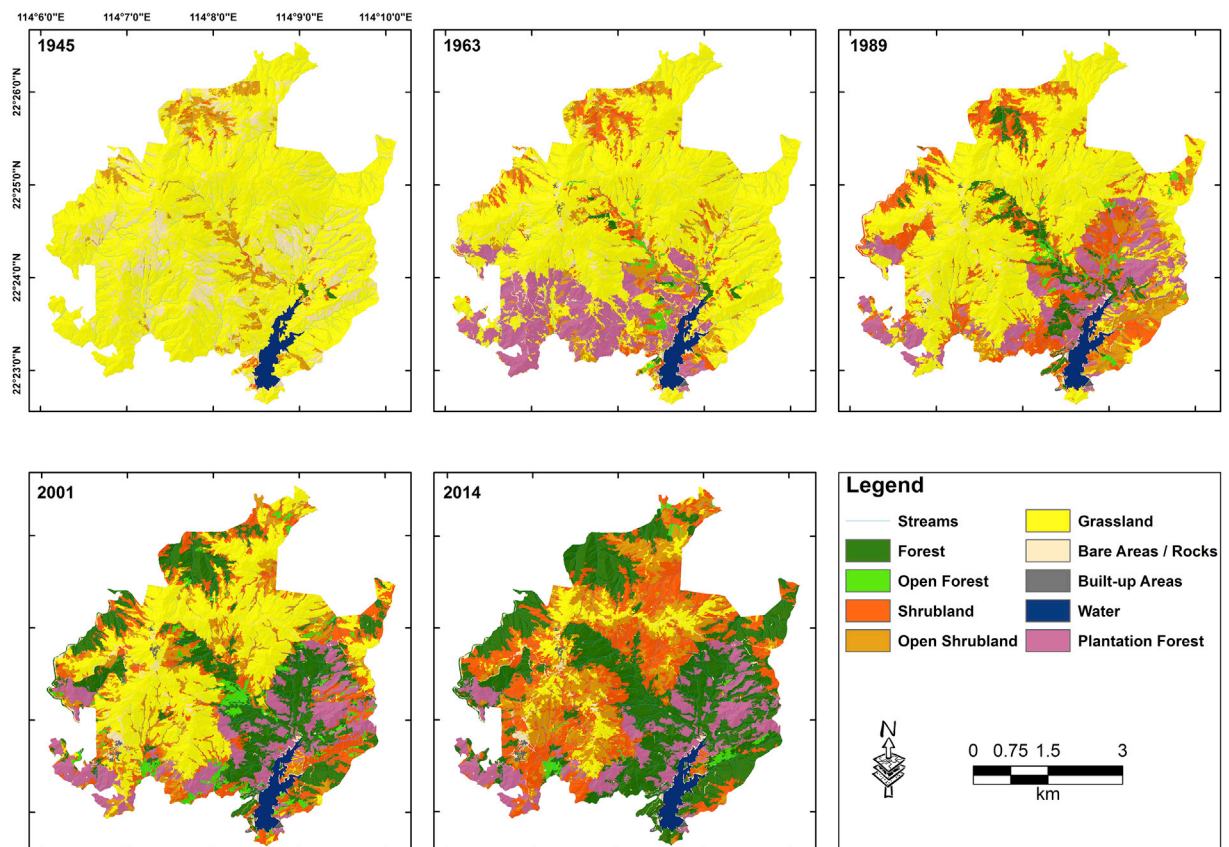 114°6'0"E 114°7'0"E 114°8'0"E 114°9'0"E 114°10'0"E
1945
1963
1989
22°26'0"N
22°25'0"N
22°24'0"N
22°23'0"N
2001
2014
Legend
Streams
Forest
Open Forest
Shrubland
Open Shrubland
Grassland
Bare Areas / Rocks
Built-up Areas
Water
Plantation Forest
N
0 0.75 1.5 3
km